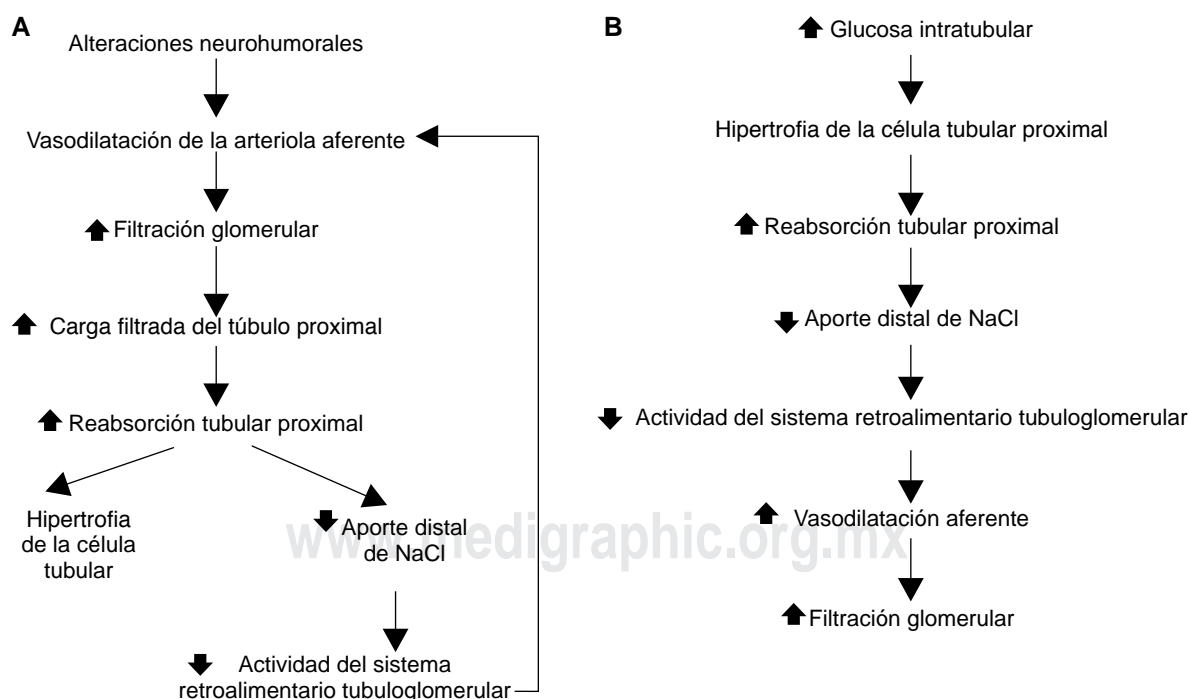 A
Alteraciones neurohumorales
Vasodilatación de la arteriola aferente
Filtración glomerular
Carga filtrada del túbulo proximal
Reabsorción tubular proximal
Hipertrofia
de la célula
tubular
Aporte distal
de NaCl
Actividad del sistema
retroalimentario tubuloglomerular
B
Glucosa intratubular
Hipertrofia de la célula tubular proximal
Reabsorción tubular proximal
Aporte distal de NaCl
Actividad del sistema retroalimentario tubuloglomerular
Vasodilatación aferente
Filtración glomerular
www.medigraphic.org.mx